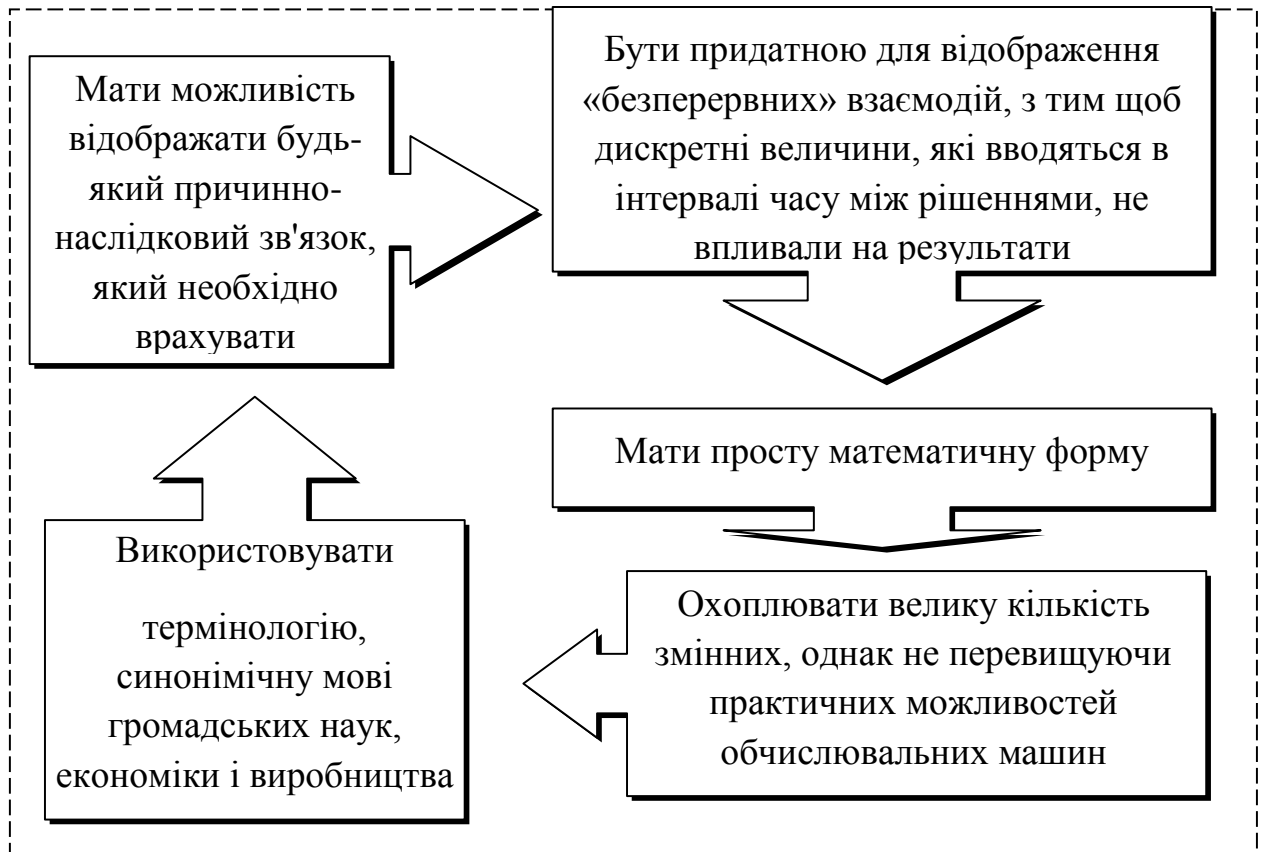 Мати можливість
відображати будь-
який причинно-
наслідковий зв'язок,
який необхідно
врахувати
Бути придатною для відображення
«безперервних» взаємодій, з тим щоб
дискретні величини, які вводяться в
інтервалі часу між рішеннями, не
впливали на результати
Мати просту математичну форму
Охоплювати велику кількість
змінних, однак не перевищуючи
практичних можливостей
обчислювальних машин
Використовувати
термінологію,
синонімічну мові
громадських наук,
економіки і виробництва